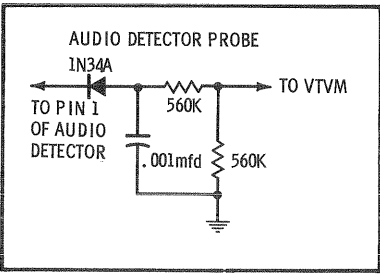 AUDIO DETECTOR PROBE
1N34A
TO VTVM
560K
TO PIN 1
OF AUDIO
DETECTOR
.001mfd
560K